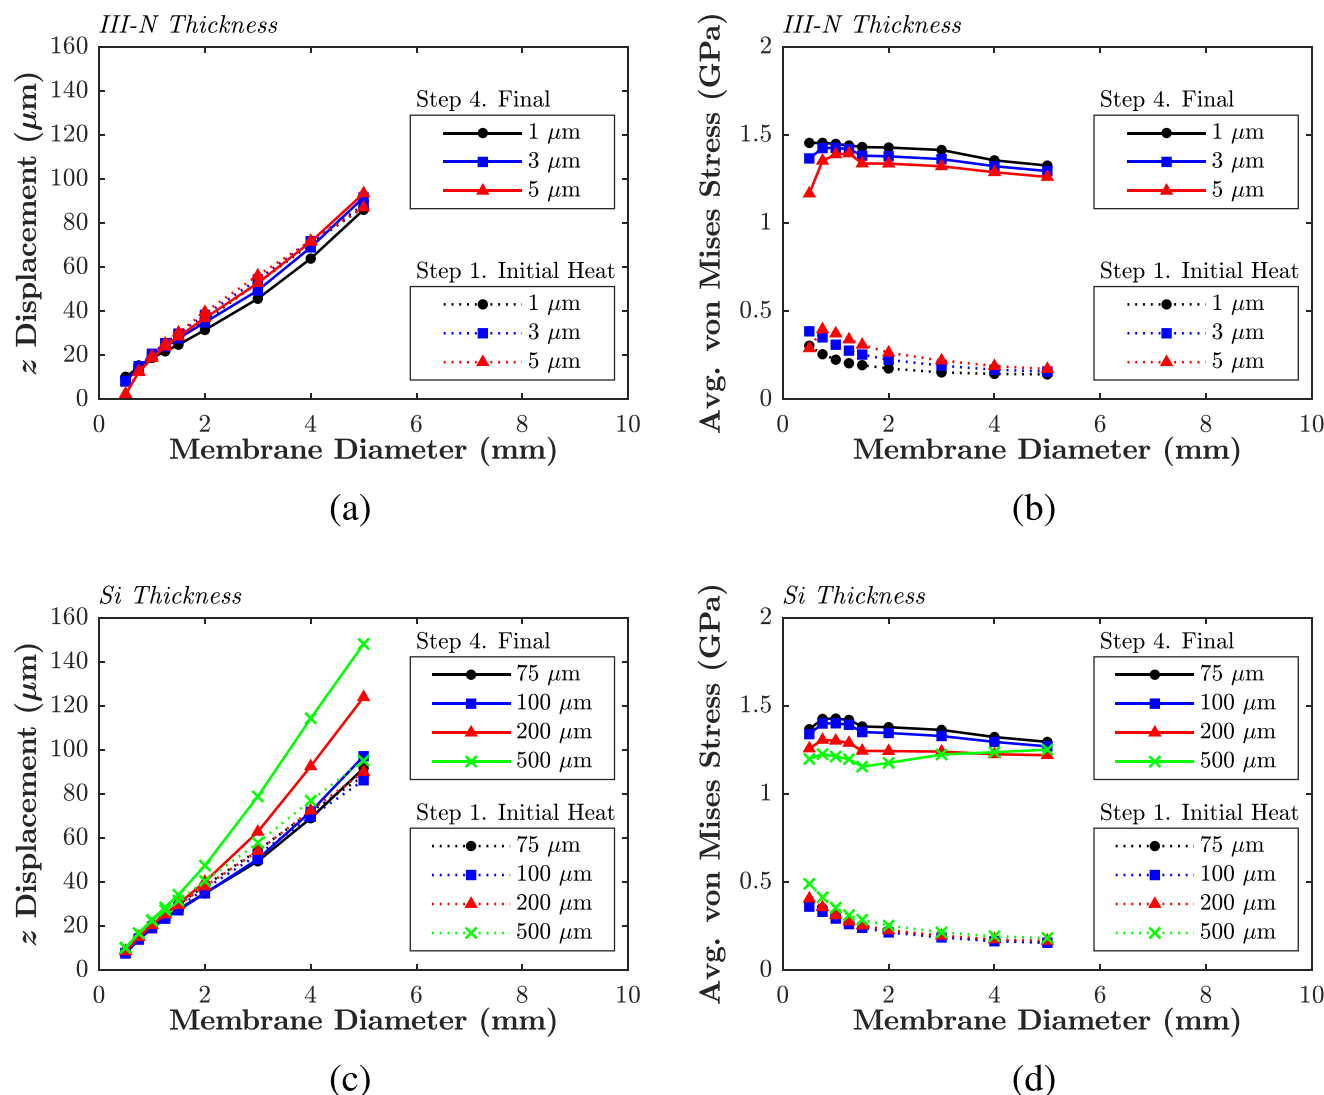 III-N Thickness
160
140
120
100
80
60
40
20
0
z Displacement (μm)
Step 4. Final
1 μm
3 μm
5 μm
Step 1. Initial Heat
1 μm
3 μm
5 μm
0 2 4 6 8 10
Membrane Diameter (mm)
(a)
III-N Thickness
2
1.5
1
0.5
0
Avg. von Mises Stress (GPa)
Step 4. Final
1 μm
3 μm
5 μm
Step 1. Initial Heat
1 μm
3 μm
5 μm
0 2 4 6 8 10
Membrane Diameter (mm)
(b)
Si Thickness
160
140
120
100
80
60
40
20
0
z Displacement (μm)
Step 4. Final
75 μm
100 μm
200 μm
500 μm
Step 1. Initial Heat
75 μm
100 μm
200 μm
500 μm
0 2 4 6 8 10
Membrane Diameter (mm)
(c)
Si Thickness
2
1.5
1
0.5
0
Avg. von Mises Stress (GPa)
Step 4. Final
75 μm
100 μm
200 μm
500 μm
Step 1. Initial Heat
75 μm
100 μm
200 μm
500 μm
0 2 4 6 8 10
Membrane Diameter (mm)
(d)